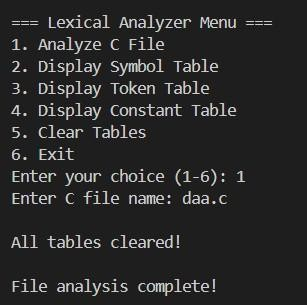 === Lexical Analyzer Menu ===
1. Analyze C File
2. Display Symbol Table
3. Display Token Table
4. Display Constant Table
5. Clear Tables
6. Exit
Enter your choice (1-6): 1
Enter C file name: daa.c
All tables cleared!
File analysis complete!